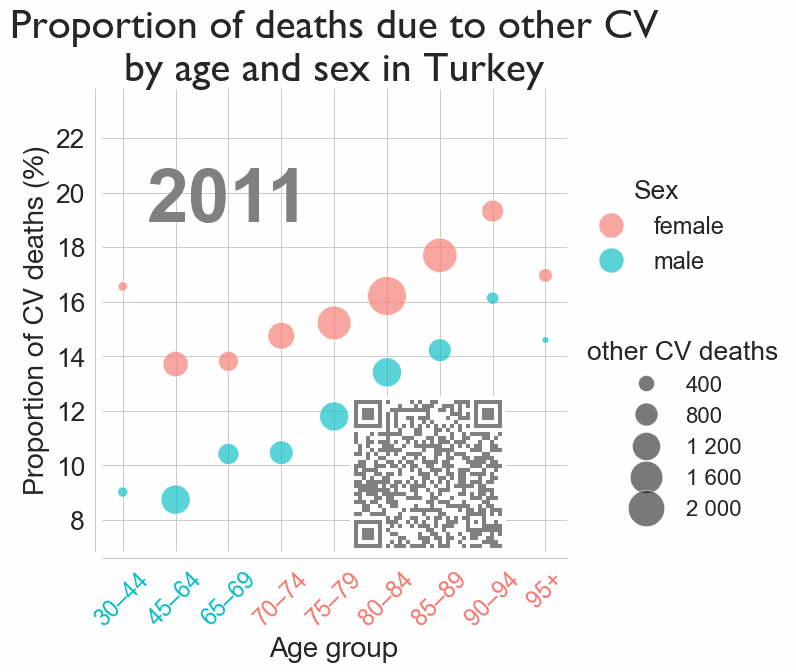 Proportion of deaths due to other CV
by age and sex in Turkey
2011
Proportion of CV deaths (%)
22
20
18
16
14
12
10
8
30–44
45–64
65–69
70–74
75–79
80–84
85–89
90–94
95+
Age group
Sex
female
male
other CV deaths
400
800
1 200
1 600
2 000